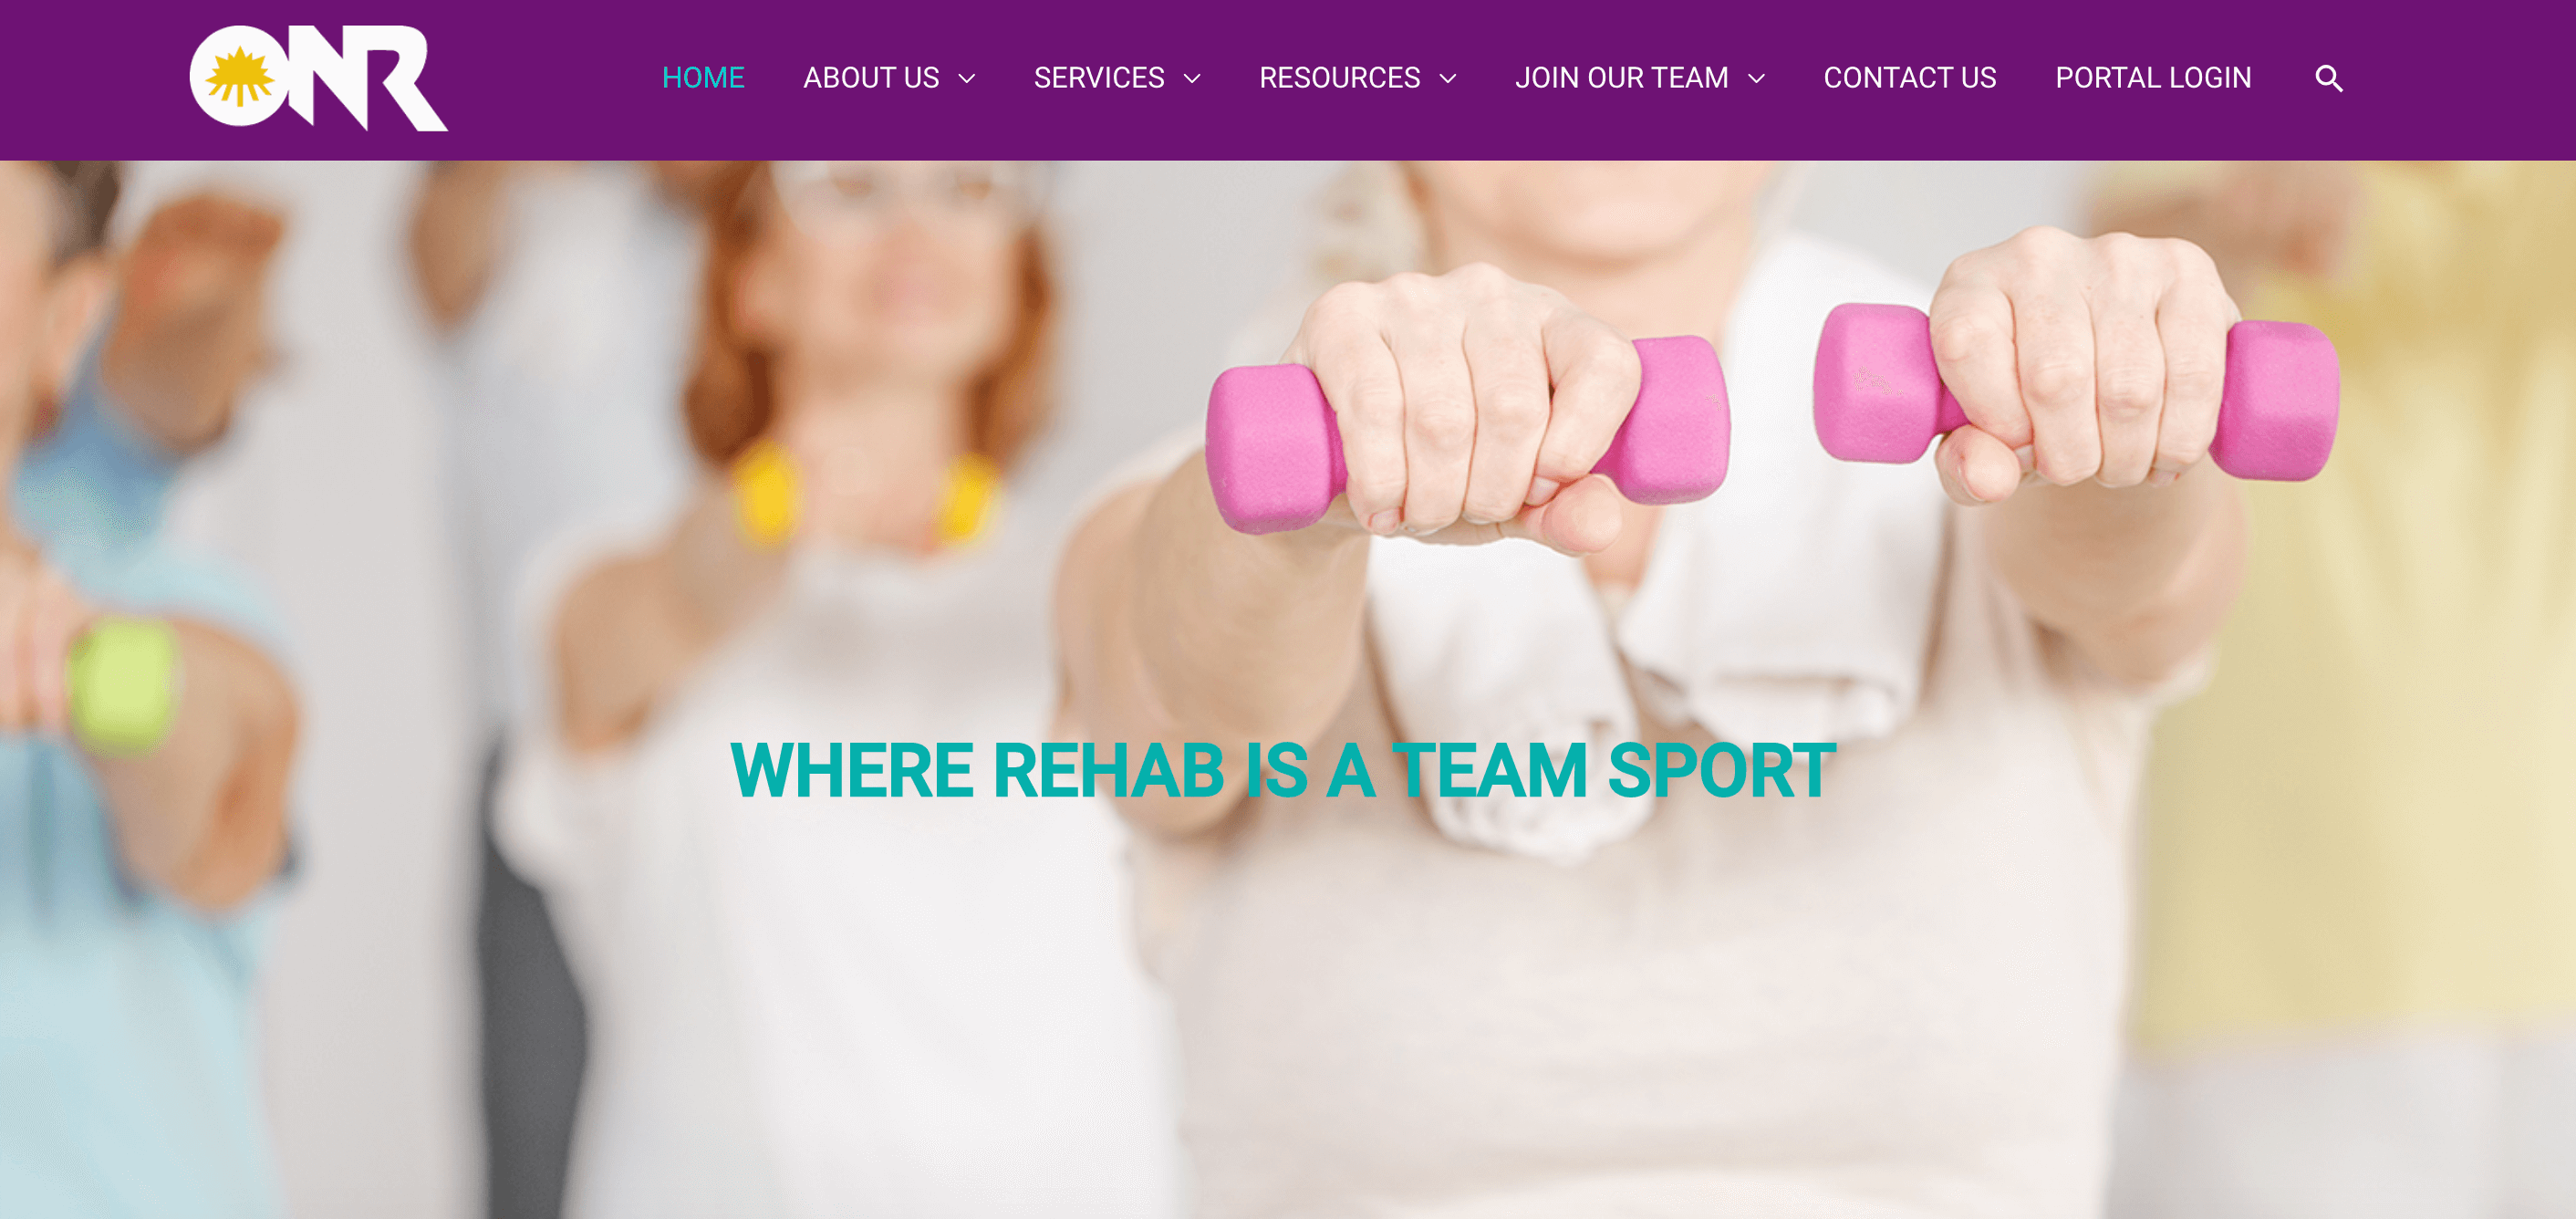 ONR
HOME ABOUT US SERVICES RESOURCES JOIN OUR TEAM CONTACT US PORTAL LOGIN
WHERE REHAB IS A TEAM SPORT